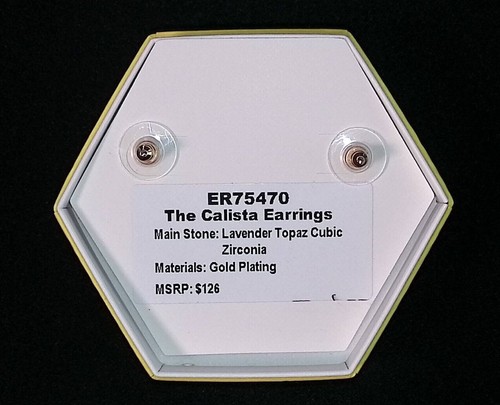 ER75470
The Calista Earrings
Main Stone: Lavender Topaz Cubic
Zirconia
Materials: Gold Plating
MSRP: $126